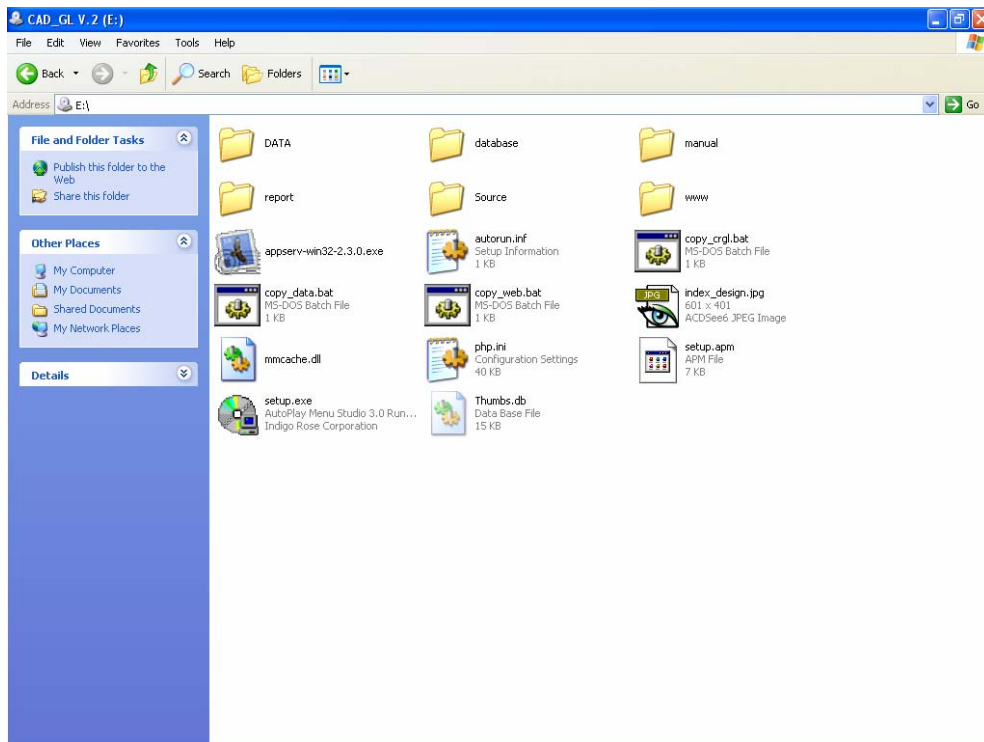 CAD_GL V.2 (E:)
File Edit View Favorites Tools Help
Back Search Folders
Address E:\ Go
File and Folder Tasks
Publish this folder to the
Web
Share this folder
Other Places
My Computer
My Documents
Shared Documents
My Network Places
Details
DATA
database
manual
report
Source
www
appserv-win32-2.3.0.exe
autorun.inf
Setup Information
1 KB
copy_crgl.bat
MS-DOS Batch File
1 KB
copy_data.bat
MS-DOS Batch File
1 KB
copy_web.bat
MS-DOS Batch File
1 KB
JPG
index_design.jpg
601 x 401
ACDSee6 JPEG Image
mmcache.dll
php.ini
Configuration Settings
40 KB
setup.apm
APM File
7 KB
setup.exe
AutoPlay Menu Studio 3.0 Run...
Indigo Rose Corporation
Thumbs.db
Data Base File
15 KB